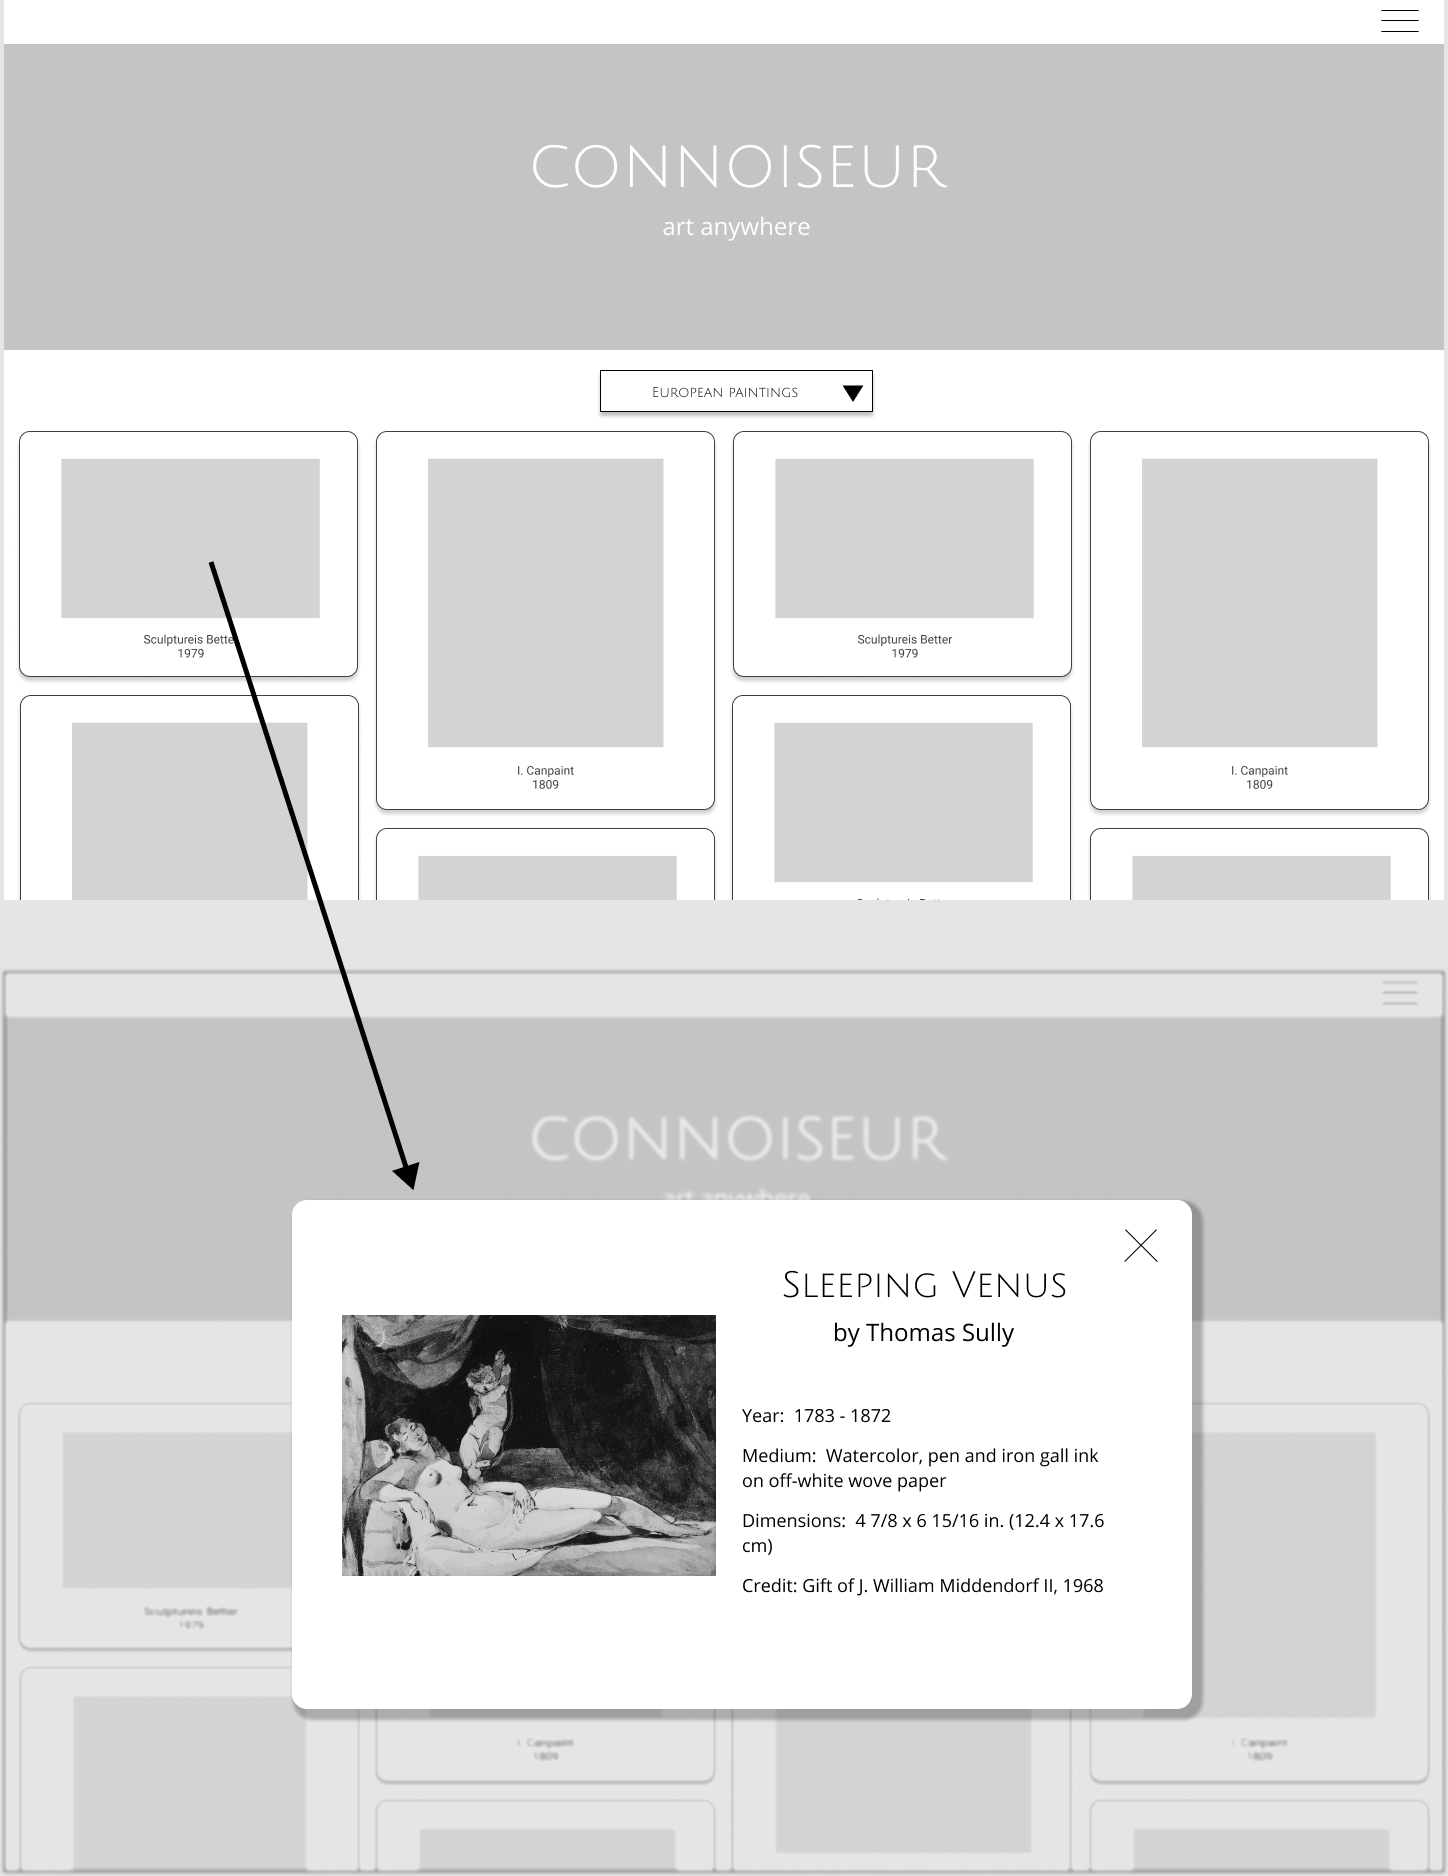 CONNOISEUR
art anywhere
EUROPEAN PAINTINGS
Sculptureis Better
1979
I. Canpaint
1809
Sculptureis Better
1979
I. Canpaint
1809
CONNOISEUR
art anywhere
SLEEPING VENUS
by Thomas Sully
Year: 1783 - 1872
Medium: Watercolor, pen and iron gall ink
on off-white wove paper
Dimensions: 4 7/8 x 6 15/16 in. (12.4 x 17.6
cm)
Credit: Gift of J. William Middendorf II, 1968
Sculptureis Better
1979
I. Canpaint
1809
I. Canpaint
1809